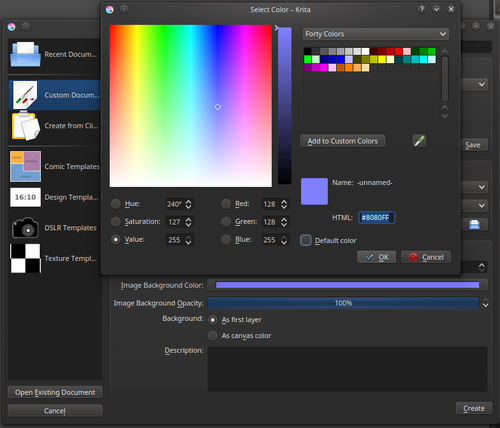 Select Color – Krita
Recent Docum...
Custom Docum...
Create from Cli...
Comic Templates
16:10
Design Templa...
DSLR Templates
Texture Templ...
Open Existing Document
Cancel
Forty Colors
Add to Custom Colors
Name: -unnamed-
HTML: #8080FF
Default color
Hue: 240° Red: 128
Saturation: 127 Green: 128
Value: 255 Blue: 255
OK Cancel
Save
Image Background Color:
Image Background Opacity: 100%
Background: As first layer
As canvas color
Description:
Create